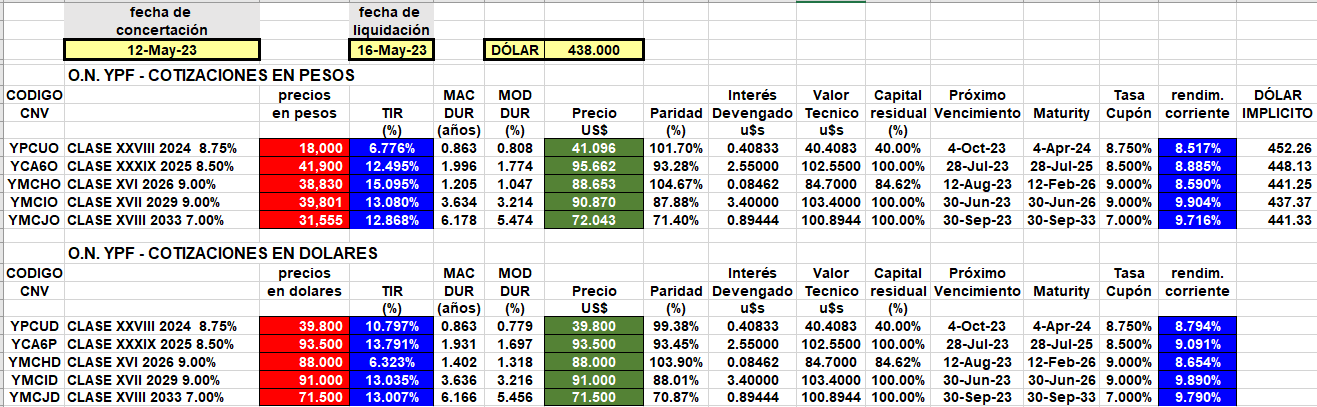 fecha de concertación fecha de liquidación
12-May-23 16-May-23 DÓLAR 438.000
O.N. YPF - COTIZACIONES EN PESOS
CODIGO precios MAC MOD Interés Valor Capital Próximo Tasa rendim. DÓLAR
CNV en pesos TIR DUR DUR Precio Paridad Devengado Tecnico residual Vencimiento Maturity Cupón corriente IMPLICITO
(%) (años) (%) US$ (%) u$s u$s (%)
YPCUO CLASE XXVIII 2024 8.75% 18,000 6.776% 0.863 0.808 41.096 101.70% 0.40833 40.4083 40.00% 4-Oct-23 4-Apr-24 8.750% 8.517% 452.26
YCA6O CLASE XXXIX 2025 8.50% 41,900 12.495% 1.996 1.774 95.662 93.28% 2.55000 102.5500 100.00% 28-Jul-23 28-Jul-25 8.500% 8.885% 448.13
YMCHO CLASE XVI 2026 9.00% 38,830 15.095% 1.205 1.047 88.653 104.67% 0.08462 84.7000 84.62% 12-Aug-23 12-Feb-26 9.000% 8.590% 441.25
YMCIO CLASE XVII 2029 9.00% 39,801 13.080% 3.634 3.214 90.870 87.88% 3.40000 103.4000 100.00% 30-Jun-23 30-Jun-26 9.000% 9.904% 437.37
YMCJO CLASE XVIII 2033 7.00% 31,555 12.868% 6.178 5.474 72.043 71.40% 0.89444 100.8944 100.00% 30-Sep-23 30-Sep-33 7.000% 9.716% 441.33
O.N. YPF - COTIZACIONES EN DOLARES
CODIGO precios MAC MOD Interés Valor Capital Próximo Tasa rendim.
CNV en dolares TIR DUR DUR Precio Paridad Devengado Tecnico residual Vencimiento Maturity Cupón corriente
(%) (años) (%) US$ (%) u$s u$s (%)
YPCUD CLASE XXVIII 2024 8.75% 39.800 10.797% 0.863 0.779 39.800 99.38% 0.40833 40.4083 40.00% 4-Oct-23 4-Apr-24 8.750% 8.794%
YCA6P CLASE XXXIX 2025 8.50% 93.500 13.791% 1.931 1.697 93.500 93.45% 2.55000 102.5500 100.00% 28-Jul-23 28-Jul-25 8.500% 9.091%
YMCHD CLASE XVI 2026 9.00% 88.000 6.323% 1.402 1.318 88.000 103.90% 0.08462 84.7000 84.62% 12-Aug-23 12-Feb-26 9.000% 8.654%
YMCID CLASE XVII 2029 9.00% 91.000 13.035% 3.636 3.216 91.000 88.01% 3.40000 103.4000 100.00% 30-Jun-23 30-Jun-26 9.000% 9.890%
YMCJD CLASE XVIII 2033 7.00% 71.500 13.007% 6.166 5.456 71.500 70.87% 0.89444 100.8944 100.00% 30-Sep-23 30-Sep-33 7.000% 9.790%